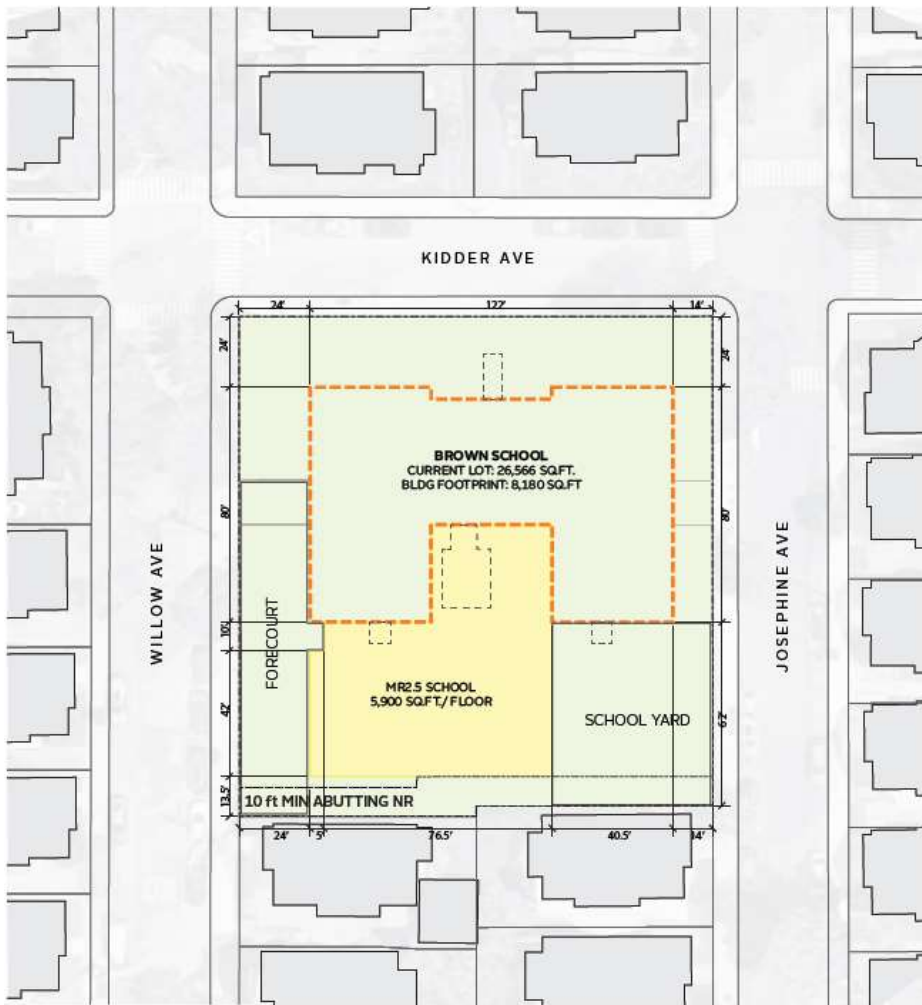 KIDDER AVE
24'
122'
14'
24'
24'
BROWN SCHOOL
CURRENT LOT: 26,566 SQ.FT.
BLDG FOOTPRINT: 8,180 SQ.FT
80'
80'
WILLOW AVE
JOSEPHINE AVE
FORECOURT
10'
MR2.5 SCHOOL
5,900 SQ.FT./ FLOOR
42'
SCHOOL YARD
62'
13.5'
10 ft MIN ABUTTING NR
24'
5'
76.5'
40.5'
14'